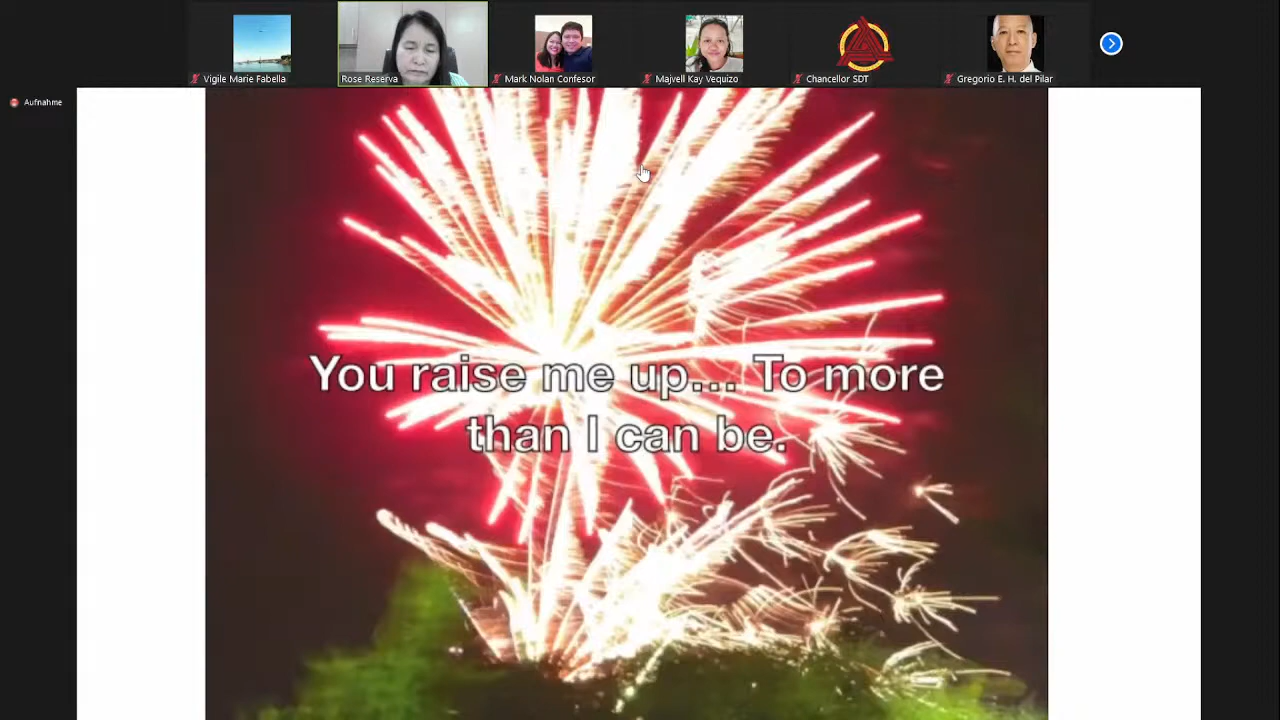 Vigile Marie Fabella
Rose Reserva
Mark Nolan Confesor
Majvell Kay Vequizo
Chancellor SDT
Gregorio E. H. del Pilar
Aufnahme
You raise me up... To more
than I can be.